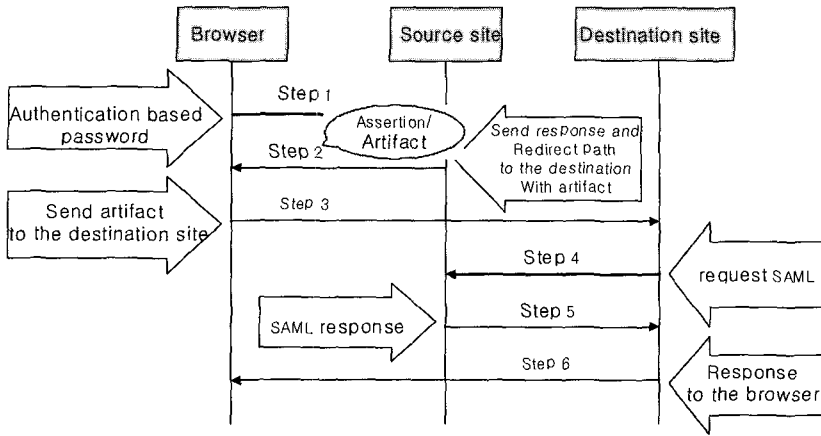 Browser
Source site
Destination site
Step 1
Authentication based
password
Assertion/
Artifact
Send response and
Redirect Path
to the destination
With artifact
Step 2
Send artifact
to the destination site
Step 3
Step 4
request SAML
SAML response
Step 5
Step 6
Response
to the browser